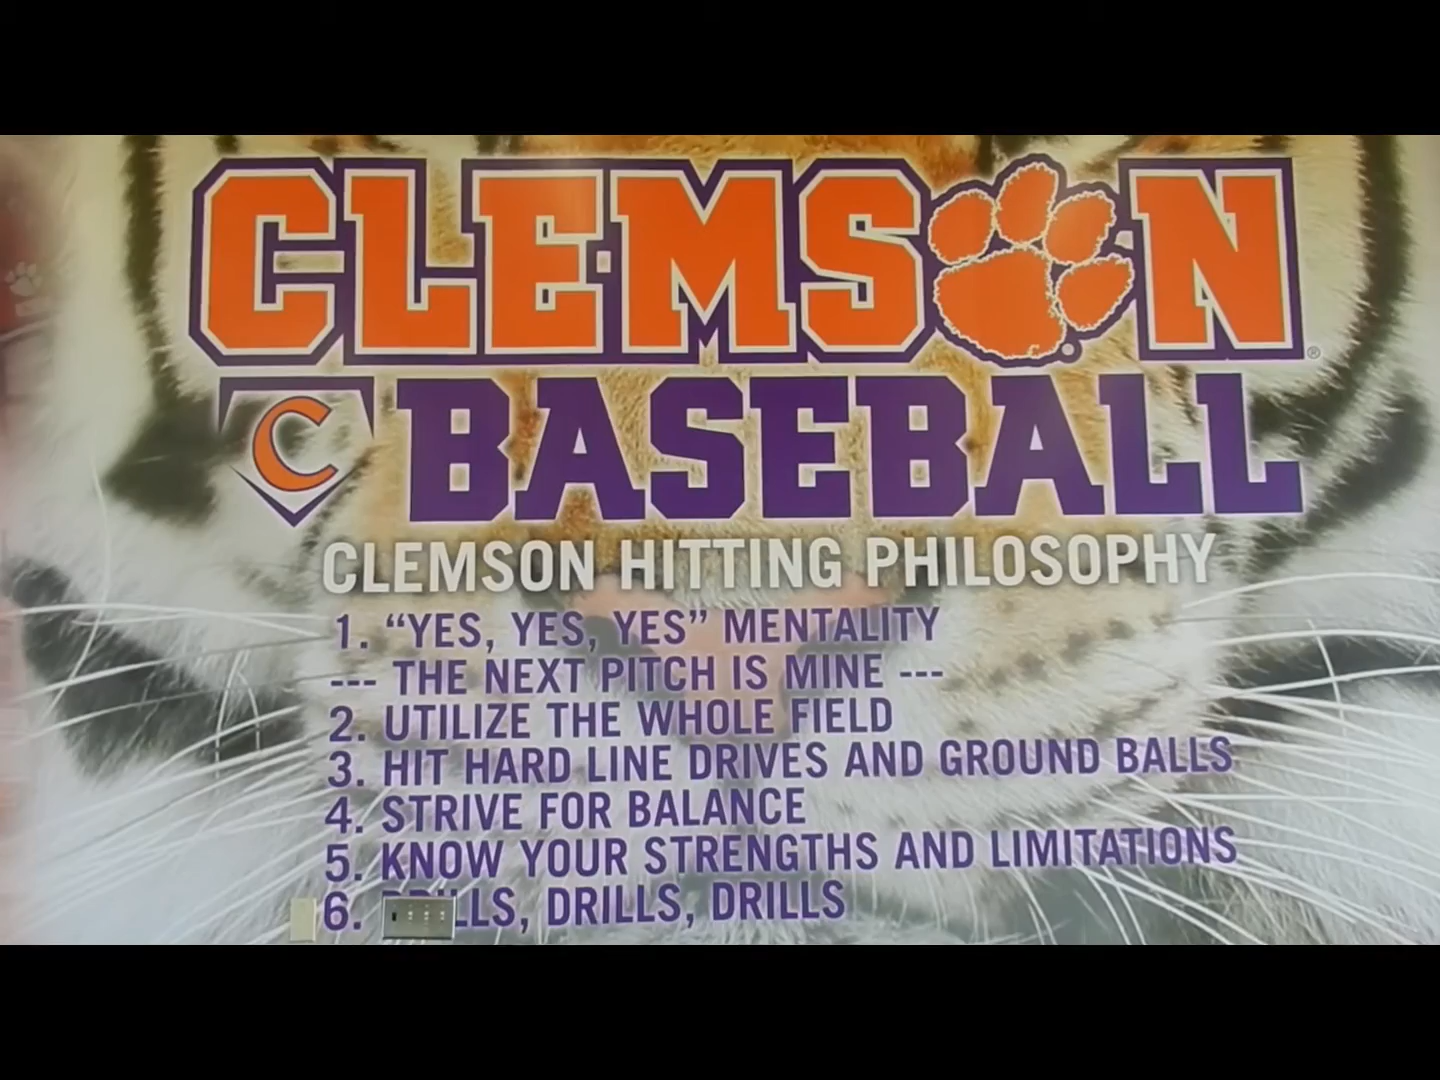 CLEMSON
C BASEBALL
CLEMSON HITTING PHILOSOPHY
1. “YES, YES, YES” MENTALITY
--- THE NEXT PITCH IS MINE ---
2. UTILIZE THE WHOLE FIELD
3. HIT HARD LINE DRIVES AND GROUND BALLS
4. STRIVE FOR BALANCE
5. KNOW YOUR STRENGTHS AND LIMITATIONS
6. DRILLS, DRILLS, DRILLS